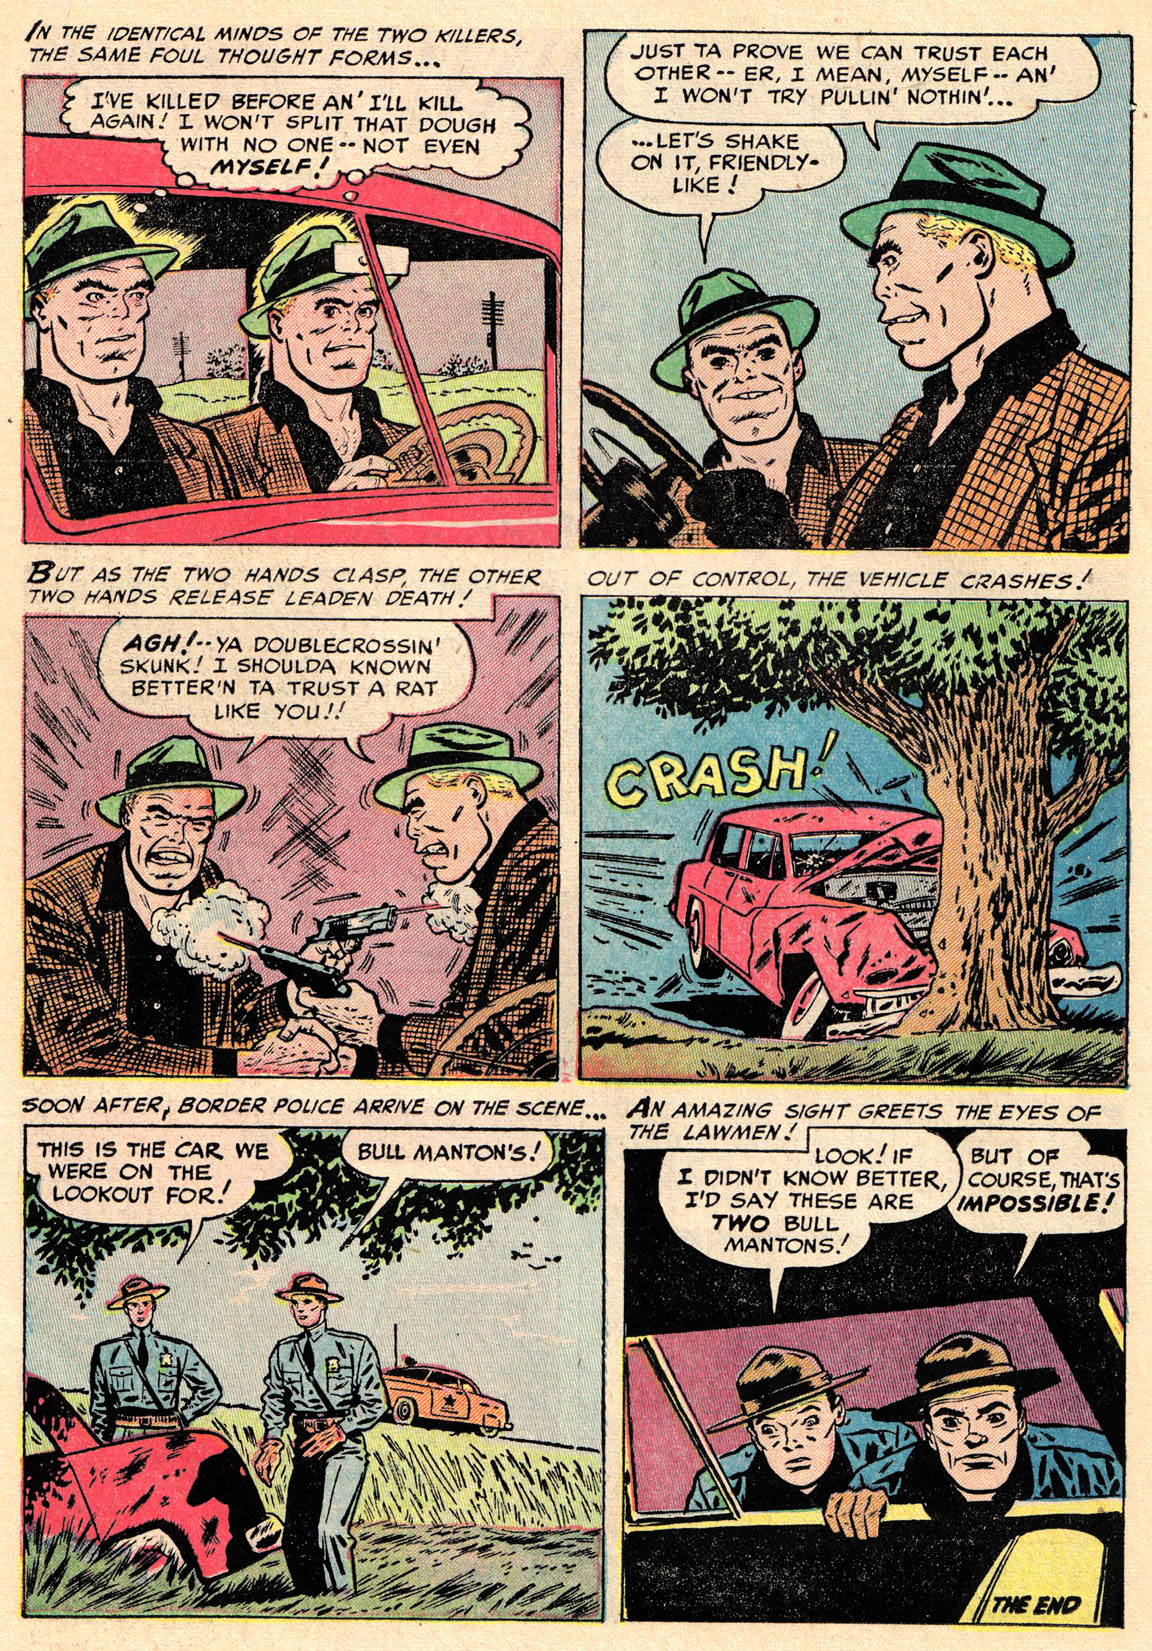 IN THE IDENTICAL MINDS OF THE TWO KILLERS,
THE SAME FOUL THOUGHT FORMS...
I'VE KILLED BEFORE AN' I'LL KILL
AGAIN! I WON'T SPLIT THAT DOUGH
WITH NO ONE -- NOT EVEN
MYSELF!
JUST TA PROVE WE CAN TRUST EACH
OTHER -- ER, I MEAN, MYSELF -- AN'
I WON'T TRY PULLIN' NOTHIN'...
...LET'S SHAKE
ON IT, FRIENDLY-
LIKE!
BUT AS THE TWO HANDS CLASP, THE OTHER
TWO HANDS RELEASE LEADEN DEATH!
AGH!-- YA DOUBLECROSSIN'
SKUNK! I SHOULDA KNOWN
BETTER'N TA TRUST A RAT
LIKE YOU!!
OUT OF CONTROL, THE VEHICLE CRASHES!
CRASH!
SOON AFTER, BORDER POLICE ARRIVE ON THE SCENE...
THIS IS THE CAR WE
WERE ON THE
LOOKOUT FOR!
BULL MANTON'S!
AN AMAZING SIGHT GREETS THE EYES OF
THE LAWMEN!
LOOK! IF
I DIDN'T KNOW BETTER,
I'D SAY THESE ARE
TWO BULL
MANTONS!
BUT OF
COURSE, THAT'S
IMPOSSIBLE!
THE END